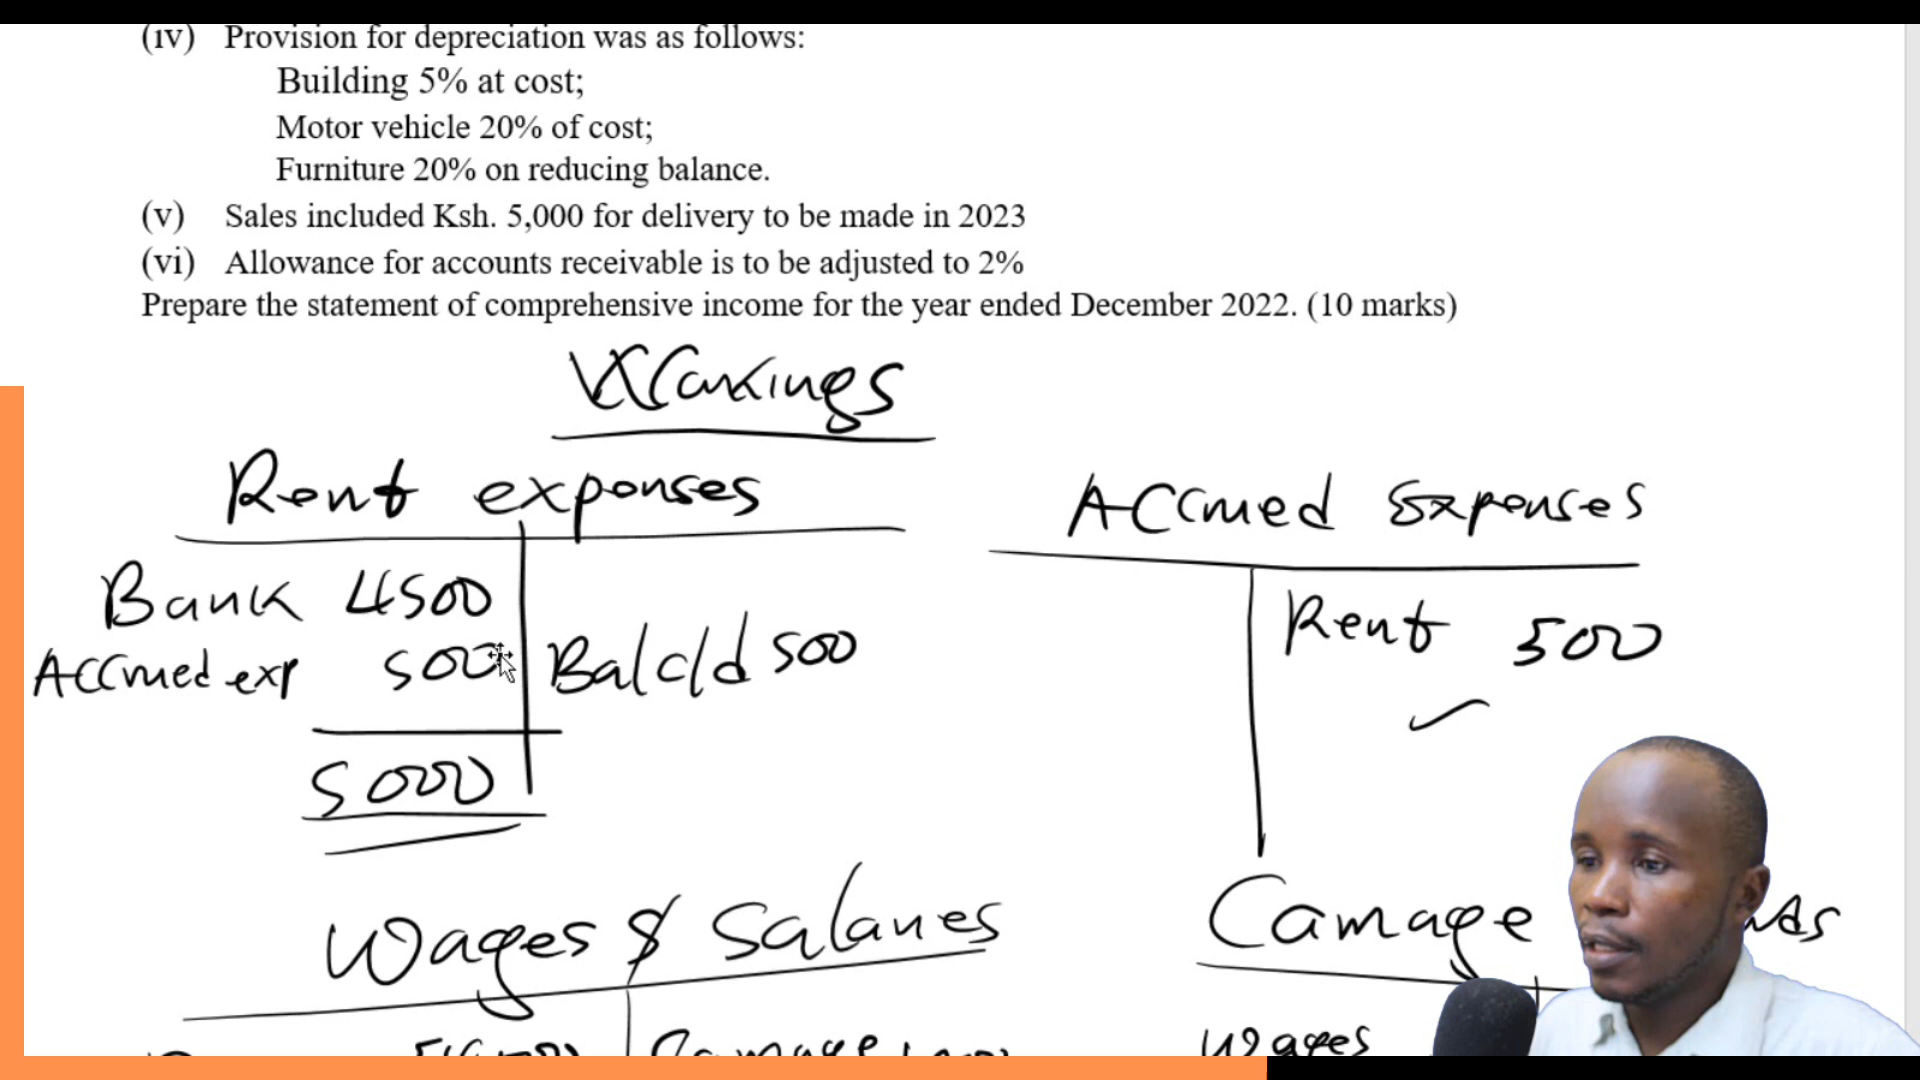 (iv) Provision for depreciation was as follows:
Building 5% at cost;
Motor vehicle 20% of cost;
Furniture 20% on reducing balance.
(v) Sales included Ksh. 5,000 for delivery to be made in 2023
(vi) Allowance for accounts receivable is to be adjusted to 2%
Prepare the statement of comprehensive income for the year ended December 2022. (10 marks)
Workings
Rent expenses
Bank 4500
Accrued exp 500 Bal c/d 500
5000
Accrued Expenses
Rent 500
Wages & Salaries
Carriage
Carriage
Wages